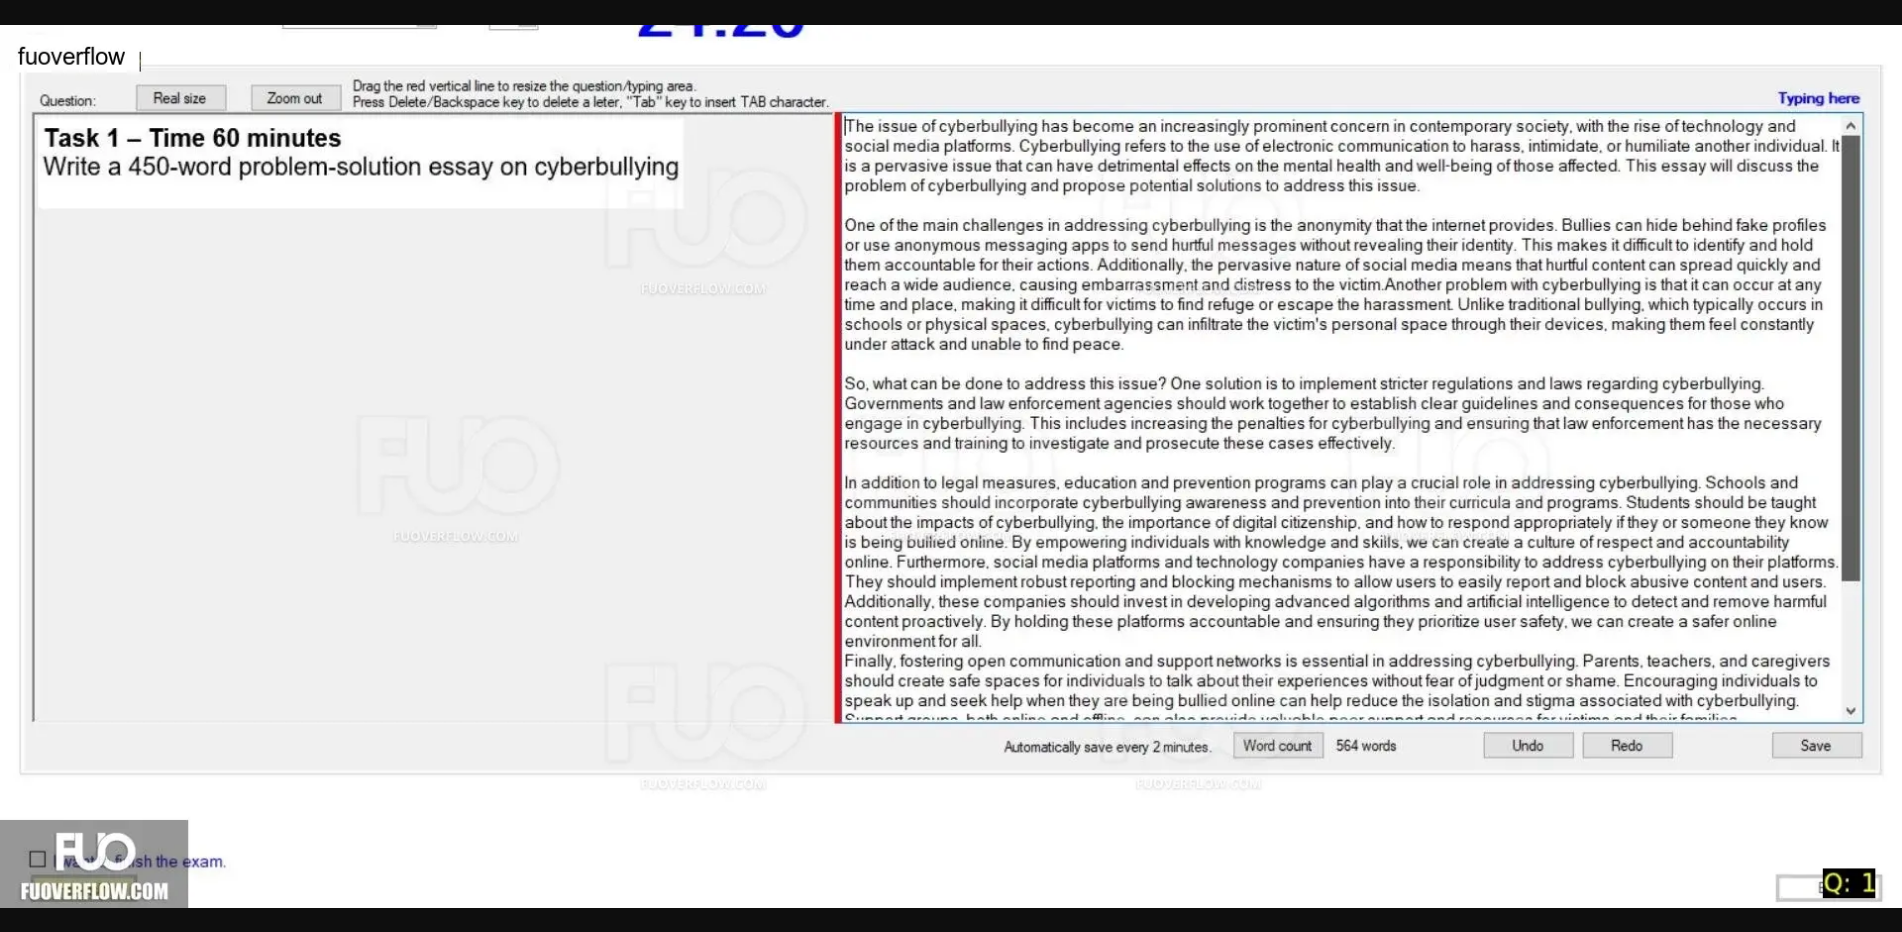 fuoverflow
Question:
Real size
Zoom out
Drag the red vertical line to resize the question/typing area.
Press Delete/Backspace key to delete a leter, "Tab" key to insert TAB character.
Typing here
Task 1 – Time 60 minutes
Write a 450-word problem-solution essay on cyberbullying
The issue of cyberbullying has become an increasingly prominent concern in contemporary society, with the rise of technology and
social media platforms. Cyberbullying refers to the use of electronic communication to harass, intimidate, or humiliate another individual. It
is a pervasive issue that can have detrimental effects on the mental health and well-being of those affected. This essay will discuss the
problem of cyberbullying and propose potential solutions to address this issue.
One of the main challenges in addressing cyberbullying is the anonymity that the internet provides. Bullies can hide behind fake profiles
or use anonymous messaging apps to send hurtful messages without revealing their identity. This makes it difficult to identify and hold
them accountable for their actions. Additionally, the pervasive nature of social media means that hurtful content can spread quickly and
reach a wide audience, causing embarrassment and distress to the victim.Another problem with cyberbullying is that it can occur at any
time and place, making it difficult for victims to find refuge or escape the harassment. Unlike traditional bullying, which typically occurs in
schools or physical spaces, cyberbullying can infiltrate the victim's personal space through their devices, making them feel constantly
under attack and unable to find peace.
So, what can be done to address this issue? One solution is to implement stricter regulations and laws regarding cyberbullying.
Governments and law enforcement agencies should work together to establish clear guidelines and consequences for those who
engage in cyberbullying. This includes increasing the penalties for cyberbullying and ensuring that law enforcement has the necessary
resources and training to investigate and prosecute these cases effectively.
In addition to legal measures, education and prevention programs can play a crucial role in addressing cyberbullying. Schools and
communities should incorporate cyberbullying awareness and prevention into their curricula and programs. Students should be taught
about the impacts of cyberbullying, the importance of digital citizenship, and how to respond appropriately if they or someone they know
is being bullied online. By empowering individuals with knowledge and skills, we can create a culture of respect and accountability
online. Furthermore, social media platforms and technology companies have a responsibility to address cyberbullying on their platforms.
They should implement robust reporting and blocking mechanisms to allow users to easily report and block abusive content and users.
Additionally, these companies should invest in developing advanced algorithms and artificial intelligence to detect and remove harmful
content proactively. By holding these platforms accountable and ensuring they prioritize user safety, we can create a safer online
environment for all.
Finally, fostering open communication and support networks is essential in addressing cyberbullying. Parents, teachers, and caregivers
should create safe spaces for individuals to talk about their experiences without fear of judgment or shame. Encouraging individuals to
speak up and seek help when they are being bullied online can help reduce the isolation and stigma associated with cyberbullying.
Support groups, both online and offline, can also provide valuable peer support and resources for victims and their families.
FUO
FUOVERFLOW.COM
FUO
FUOVERFLOW.COM
FUO
FUOVERFLOW.COM
FUOVERFLOW.COM
Automatically save every 2 minutes.
Word count
564 words
Undo
Redo
Save
FUO
the exam.
FUOVERFLOW.COM
Q: 1